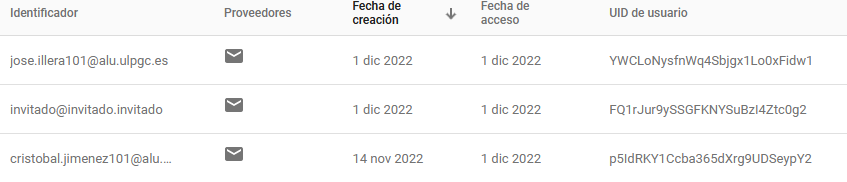 Identificador Proveedores Fecha de creación Fecha de acceso UID de usuario
jose.illera101@alu.ulpgc.es 1 dic 2022 1 dic 2022 YWCLoNysfnWq4Sbjgx1Lo0xFidw1
invitado@invitado.invitado 1 dic 2022 1 dic 2022 FQ1rJur9ySSGFKNYSuBzI4Ztc0g2
cristobal.jimenez101@alu.... 14 nov 2022 1 dic 2022 p5IdRKY1Ccba365dXrg9UDSeypY2